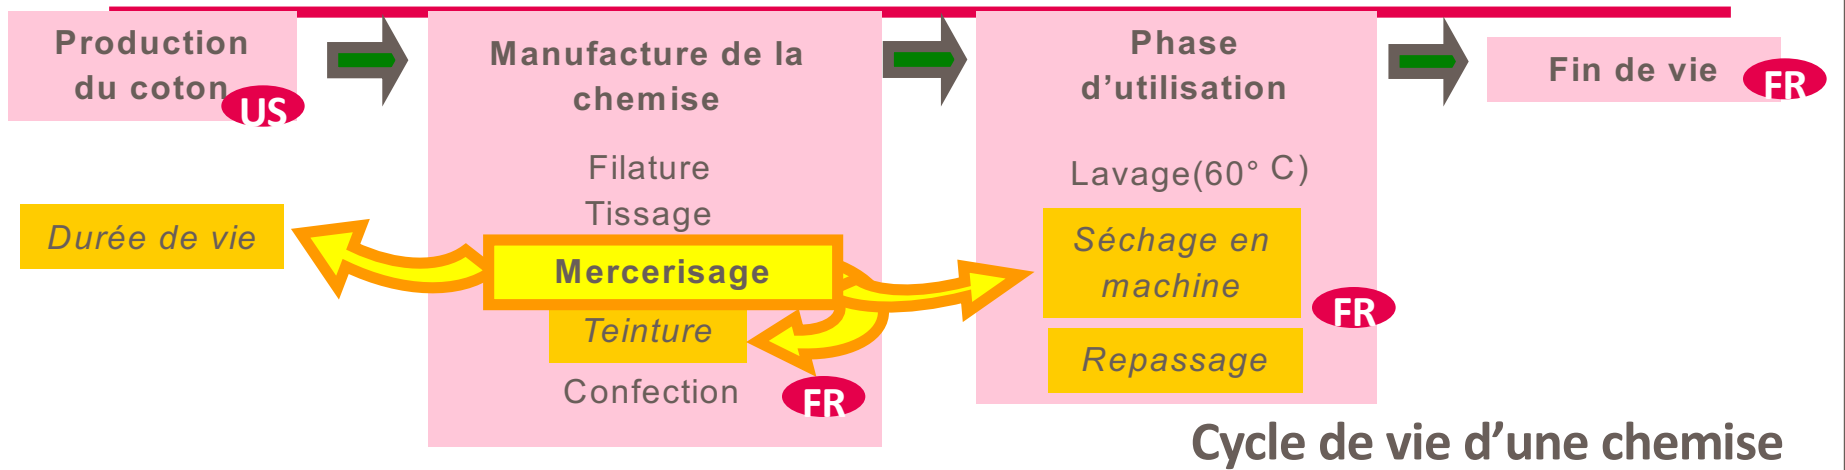 Production
du coton
US
Manufacture de la
chemise
Filature
Tissage
Mercerisage
Teinture
Confection
FR
Phase
d’utilisation
Lavage(60° C)
Séchage en
machine
Repassage
FR
Fin de vie
FR
Durée de vie
Cycle de vie d’une chemise